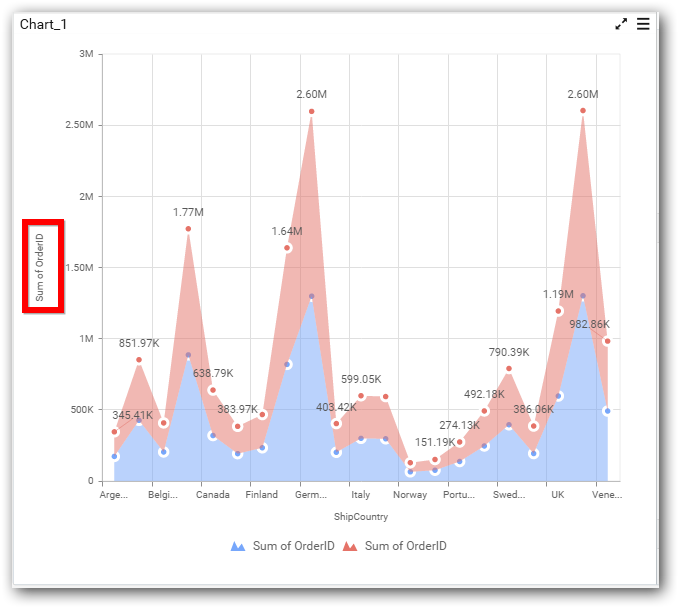 Chart_1
3M
2.50M
2M
1.50M
1M
500K
0
Sum of OrderID
345.41K
851.97K
1.77M
638.79K
383.97K
1.64M
2.60M
403.42K
599.05K
151.19K
274.13K
492.18K
790.39K
386.06K
1.19M
2.60M
982.86K
Arge... Belgi... Canada Finland Germ... Italy Norway Portu... Swed... UK Vene...
ShipCountry
Sum of OrderID Sum of OrderID